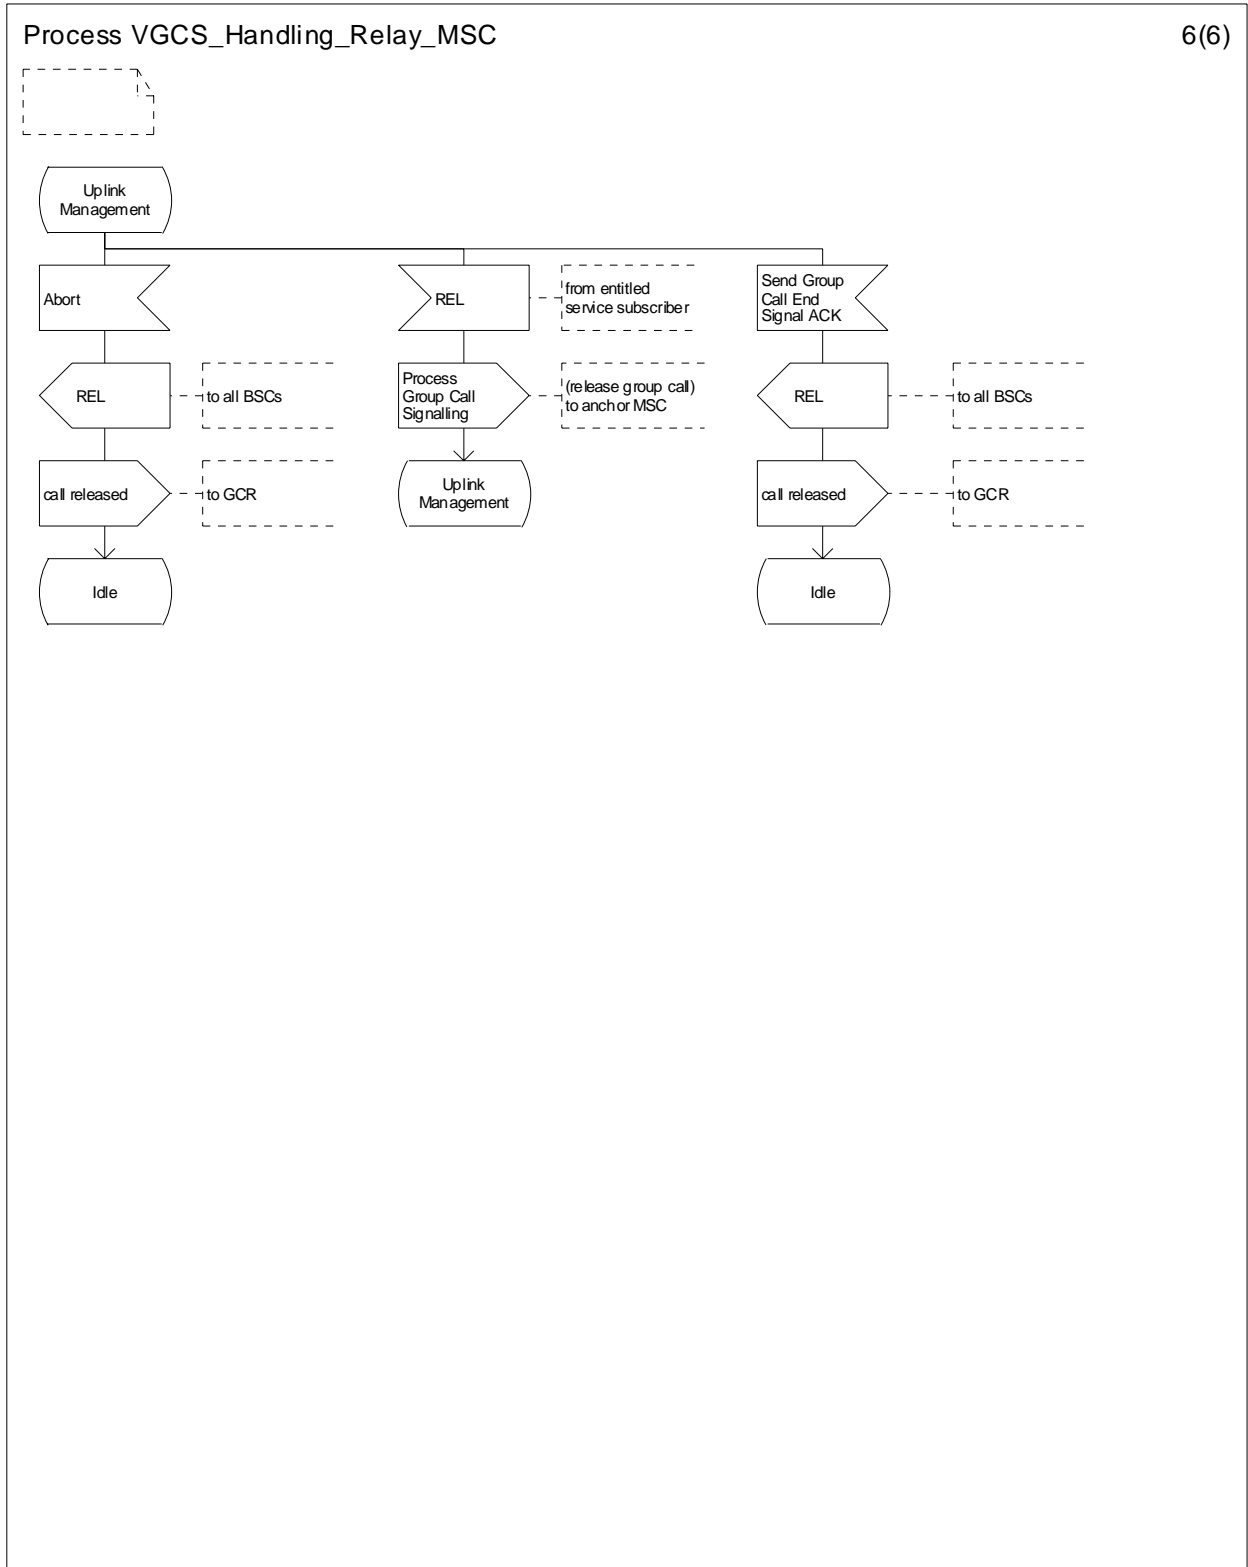 Process VGCS_Handling_Relay_MSC
6(6)
Uplink
Management
Abort
REL
from entitled
service subscriber
Send Group
Call End
Signal ACK
REL
to all BSCs
Process
Group Call
Signalling
(release group call)
to anchor MSC
REL
to all BSCs
call released
to GCR
Uplink
Management
call released
to GCR
Idle
Idle